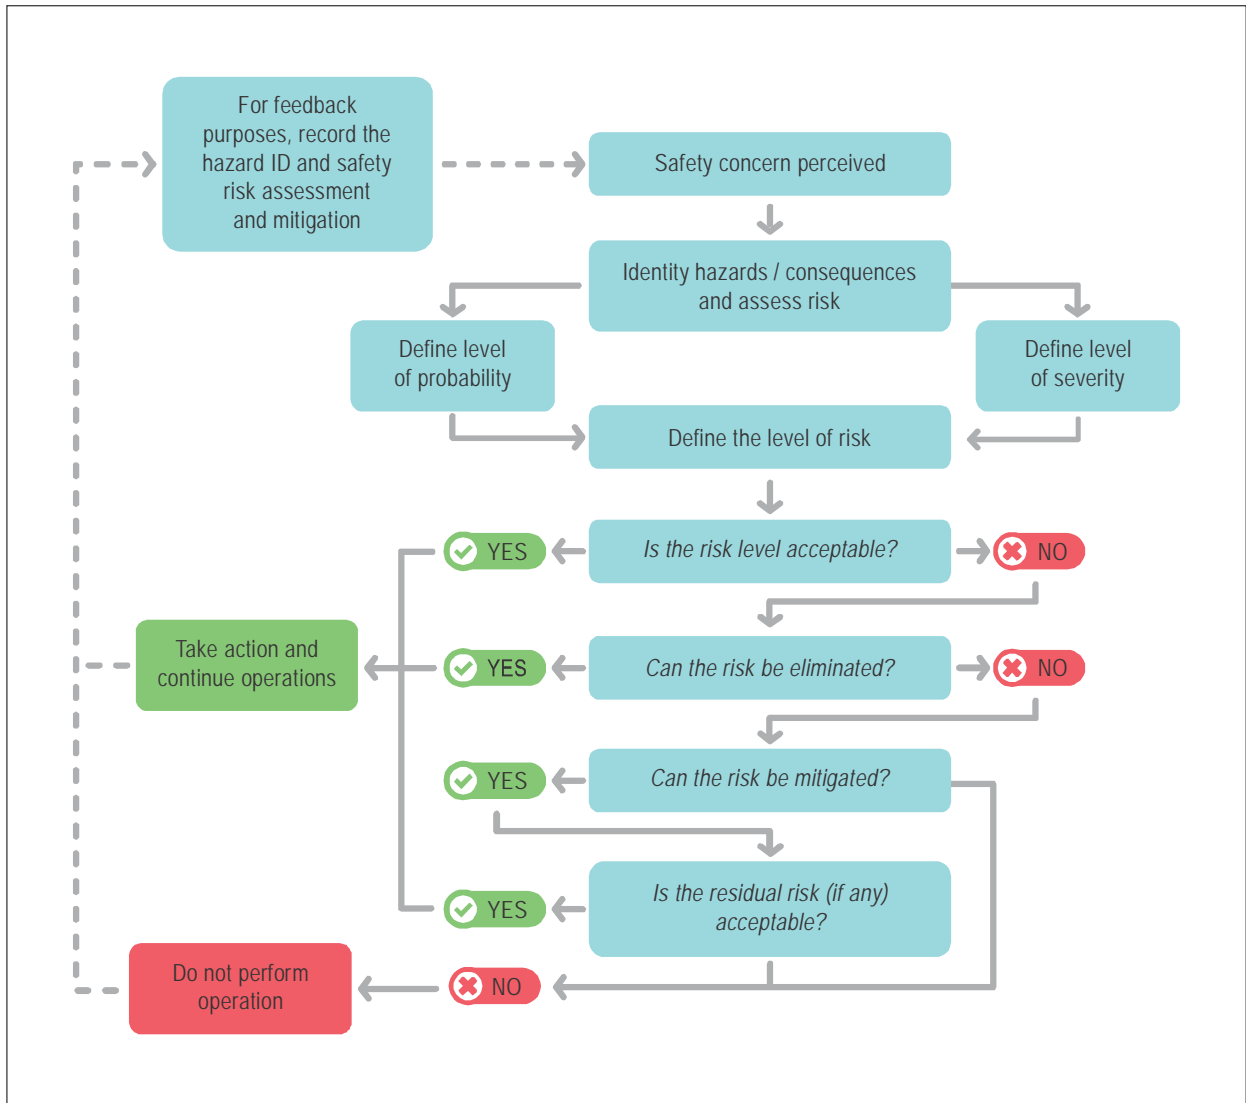 For feedback
purposes, record the
hazard ID and safety
risk assessment
and mitigation
Safety concern perceived
Identity hazards / consequences
and assess risk
Define level
of probability
Define level
of severity
Define the level of risk
YES
Is the risk level acceptable?
NO
Take action and
continue operations
YES
Can the risk be eliminated?
NO
YES
Can the risk be mitigated?
YES
Is the residual risk (if any)
acceptable?
Do not perform
operation
NO